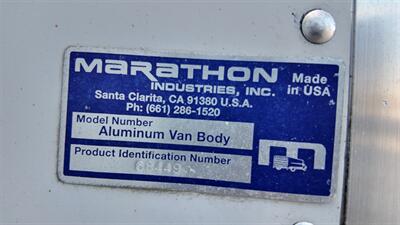 MARATHON
INDUSTRIES, INC.
Made
in USA
Santa Clarita, CA 91380 U.S.A.
Ph: (661) 286-1520
Model Number
Aluminum Van Body
Product Identification Number